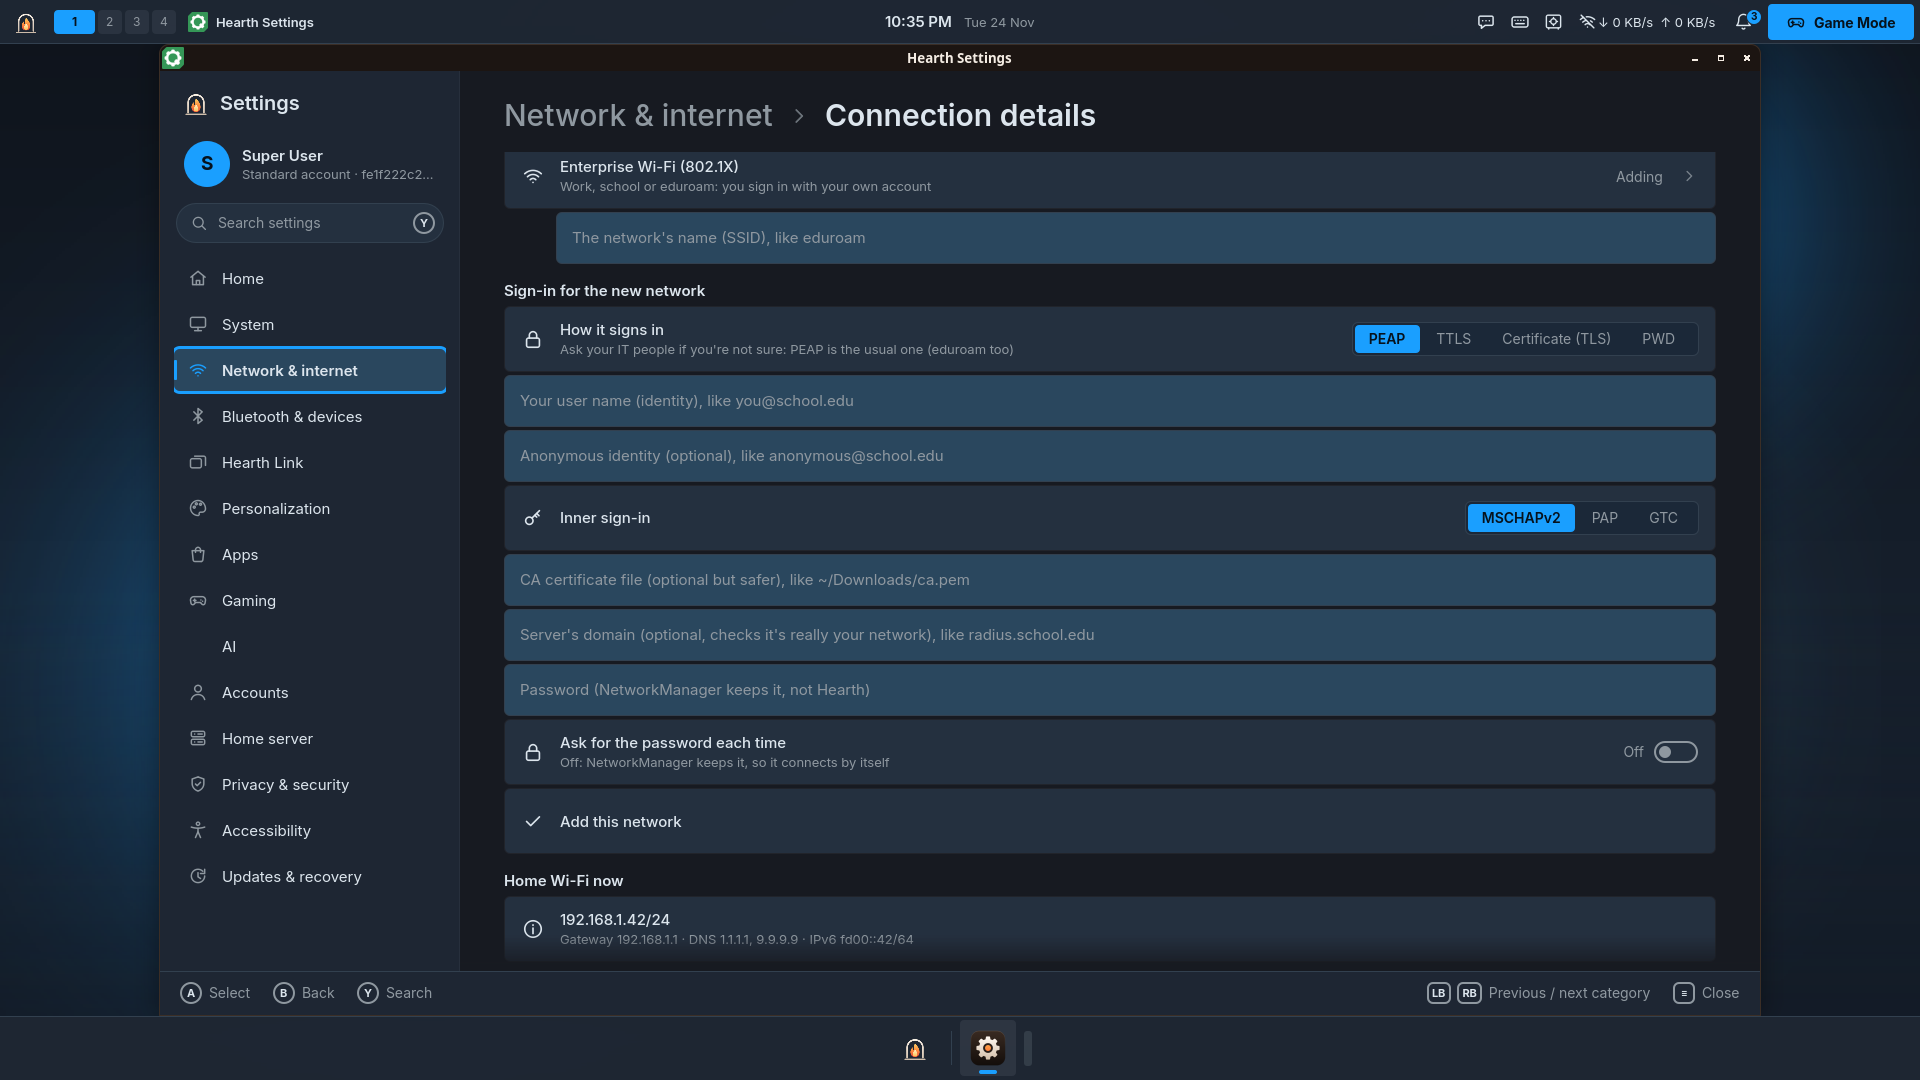 1 2 3 4 Hearth Settings
10:35 PM Tue 24 Nov
↓ 0 KB/s ↑ 0 KB/s 3 Game Mode
Hearth Settings
Settings
S
Super User
Standard account · fe1f222c2...
Search settings Y
Home
System
Network & internet
Bluetooth & devices
Hearth Link
Personalization
Apps
Gaming
AI
Accounts
Home server
Privacy & security
Accessibility
Updates & recovery
Network & internet > Connection details
Enterprise Wi-Fi (802.1X)
Work, school or eduroam: you sign in with your own account
Adding
The network's name (SSID), like eduroam
Sign-in for the new network
How it signs in
Ask your IT people if you're not sure: PEAP is the usual one (eduroam too)
PEAP TTLS Certificate (TLS) PWD
Your user name (identity), like you@school.edu
Anonymous identity (optional), like anonymous@school.edu
Inner sign-in
MSCHAPv2 PAP GTC
CA certificate file (optional but safer), like ~/Downloads/ca.pem
Server's domain (optional, checks it's really your network), like radius.school.edu
Password (NetworkManager keeps it, not Hearth)
Ask for the password each time
Off: NetworkManager keeps it, so it connects by itself
Off
Add this network
Home Wi-Fi now
192.168.1.42/24
Gateway 192.168.1.1 · DNS 1.1.1.1, 9.9.9.9 · IPv6 fd00::42/64
A Select B Back Y Search
LB RB Previous / next category ≡ Close